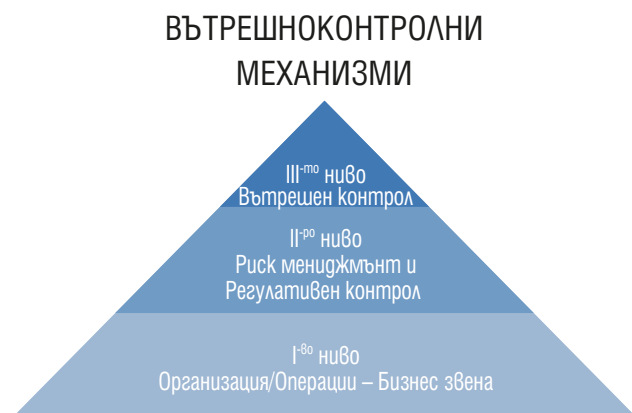 ВЪТРЕШНОКОНТРОЛНИ
МЕХАНИЗМИ
III-то ниво
Вътрешен контрол
II-ро ниво
Риск мениджмънт и
Регулативен контрол
I-во ниво
Организация/Операции – Бизнес звена